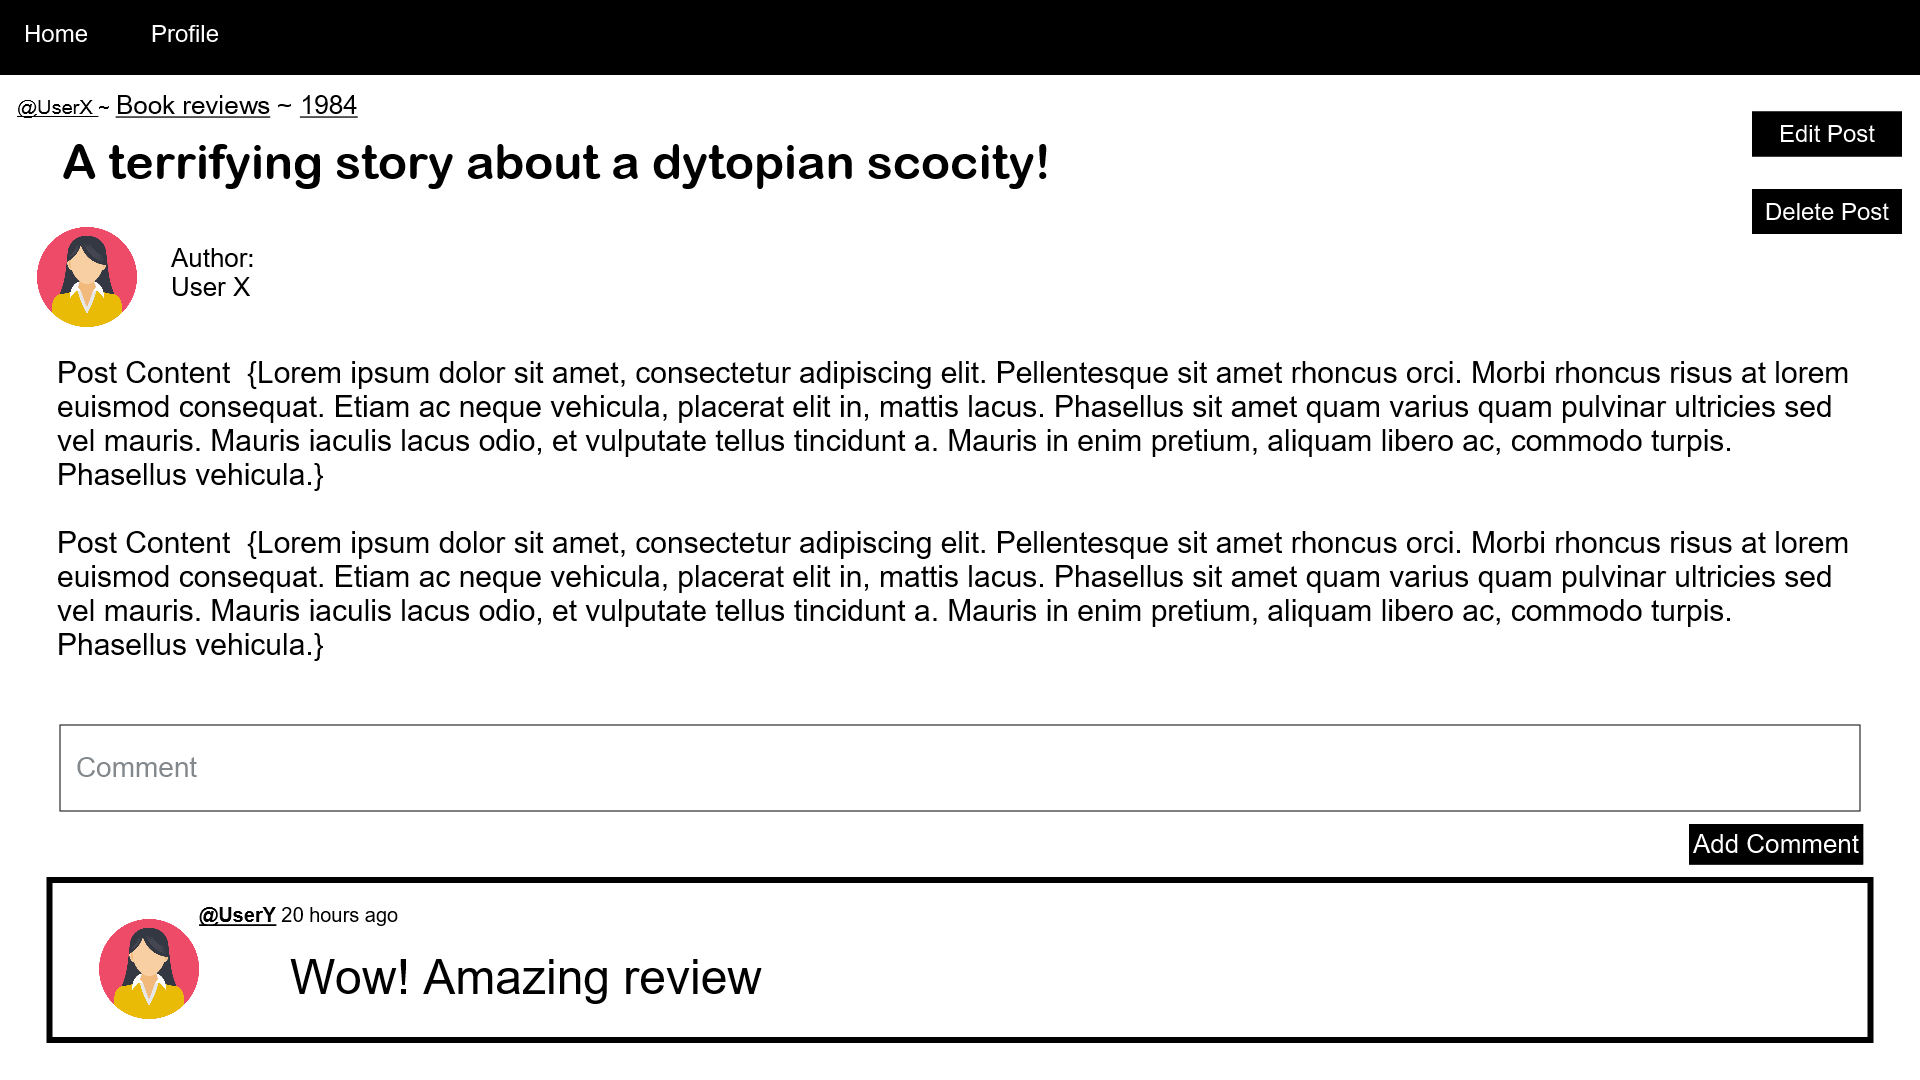 Home Profile
@UserX ~ Book reviews ~ 1984
Edit Post
A terrifying story about a dytopian scocity!
Delete Post
Author:
User X
Post Content  {Lorem ipsum dolor sit amet, consectetur adipiscing elit. Pellentesque sit amet rhoncus orci. Morbi rhoncus risus at lorem
euismod consequat. Etiam ac neque vehicula, placerat elit in, mattis lacus. Phasellus sit amet quam varius quam pulvinar ultricies sed
vel mauris. Mauris iaculis lacus odio, et vulputate tellus tincidunt a. Mauris in enim pretium, aliquam libero ac, commodo turpis.
Phasellus vehicula.}
Post Content  {Lorem ipsum dolor sit amet, consectetur adipiscing elit. Pellentesque sit amet rhoncus orci. Morbi rhoncus risus at lorem
euismod consequat. Etiam ac neque vehicula, placerat elit in, mattis lacus. Phasellus sit amet quam varius quam pulvinar ultricies sed
vel mauris. Mauris iaculis lacus odio, et vulputate tellus tincidunt a. Mauris in enim pretium, aliquam libero ac, commodo turpis.
Phasellus vehicula.}
Comment
Add Comment
@UserY 20 hours ago
Wow! Amazing review